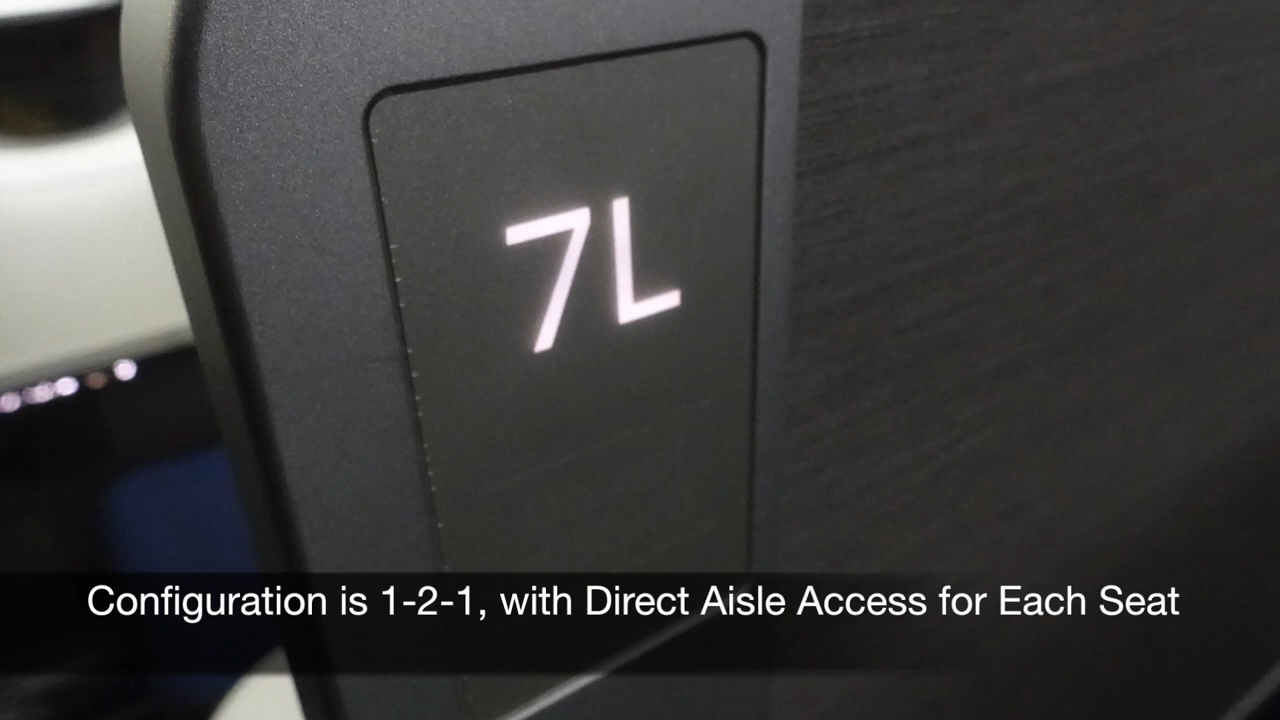 7L
Configuration is 1-2-1, with Direct Aisle Access for Each Seat